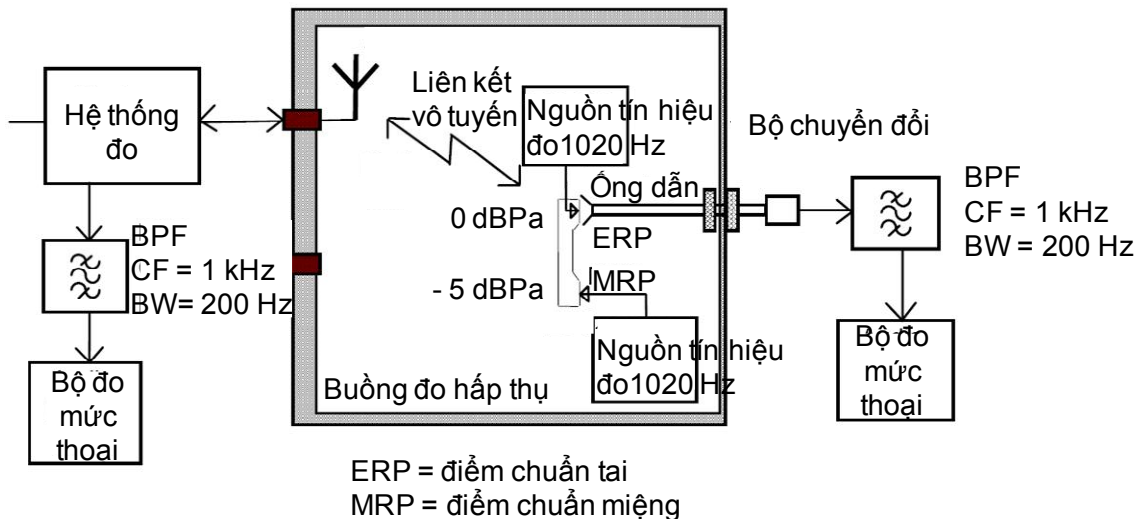 Hệ thống
đo
BPF
CF = 1 kHz
BW= 200 Hz
Bộ đo
mức
thoại
Liên kết
vô tuyến
Nguồn tín hiệu
đo1020 Hz
Ống dẫn
0 dBPa
ERP
- 5 dBPa
MRP
Nguồn tín hiệu
đo1020 Hz
Buồng đo hấp thụ
Bộ chuyển đổi
BPF
CF = 1 kHz
BW = 200 Hz
Bộ đo
mức
thoại
ERP = điểm chuẩn tai
MRP = điểm chuẩn miệng